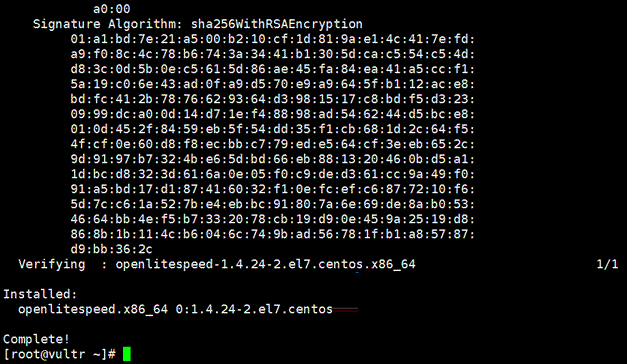 a0:00
Signature Algorithm: sha256WithRSAEncryption
01:a1:bd:7e:21:a5:00:b2:10:cf:1d:81:9a:e1:4c:41:7e:fd:
a9:f0:8c:4c:78:b6:74:3a:34:41:b1:30:5d:ca:c5:54:c5:4d:
d8:3c:0d:5b:0e:c5:61:5d:86:ae:45:fa:84:ea:41:a5:cc:f1:
5a:19:c0:6e:43:ad:0f:a9:d5:70:e9:a9:64:5f:b1:12:ac:e8:
bd:fc:41:2b:78:76:62:93:64:d3:98:15:17:c8:bd:f5:d3:23:
09:99:dc:a0:0d:14:d7:1e:f4:88:98:ad:54:62:44:d5:bc:e8:
01:0d:45:2f:84:59:eb:5f:54:dd:35:f1:cb:68:1d:2c:64:f5:
4f:cf:0e:60:d8:f8:ec:bb:c7:79:ed:e5:64:cf:3e:eb:65:2c:
9d:91:97:b7:32:4b:e6:5d:bd:66:eb:88:13:20:46:0b:d5:a1:
1d:bc:d8:32:3d:61:6a:0e:05:f0:c9:de:d3:61:cc:9a:49:f0:
91:a5:bd:17:d1:87:41:60:32:f1:0e:fc:ef:c6:87:72:10:f6:
5d:7c:c6:1a:52:7b:e4:eb:bc:91:80:7a:6e:69:de:8a:b0:53:
46:64:bb:4e:f5:b7:33:20:78:cb:19:d9:0e:45:9a:25:19:d8:
86:8b:1b:11:4c:b6:04:6c:74:9b:ad:56:78:1f:b1:a8:57:87:
d9:bb:36:2c
Verifying  : openlitespeed-1.4.24-2.el7.centos.x86_64 1/1
Installed:
openlitespeed.x86_64 0:1.4.24-2.el7.centos
Complete!
[root@vultr ~]#